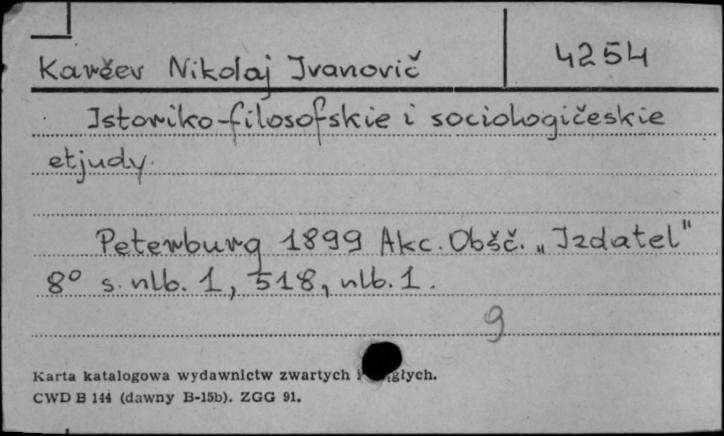 Karěev Nikolaj Ivanovič 4254
Istoriko-filosofskie i sociologičeskie
etjudy.
Peterburg 1899 Akc. Obšč. „Izdatel"
8° s. nlb. 1, 518, nlb. 1.
9
Karta katalogowa wydawnictw zwartych i
CWD B 144 (dawny B-15b). ZGG 91.